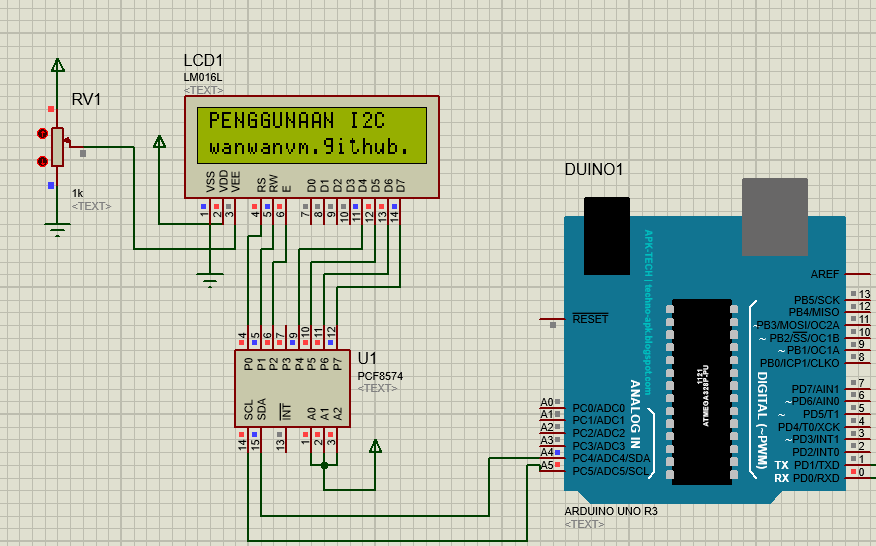 LCD1
LM016L
<TEXT>
RV1
1k
<TEXT>
PENGGUNAAN I2C
wanwanvm.github.
VSS
VDD
VEE
RS
RW
E
D0
D1
D2
D3
D4
D5
D6
D7
1
2
3
4
5
6
7
8
9
10
11
12
13
14
4
5
6
7
9
10
11
12
P0
P1
P2
P3
P4
P5
P6
P7
U1
PCF8574
<TEXT>
SCL
SDA
INT
A0
A1
A2
14
15
13
1
2
3
DUINO1
APK-TECH | techno-apk.blogspot.com
RESET
AREF
PB5/SCK 13
PB4/MISO 12
~PB3/MOSI/OC2A 11
~ PB2/SS/OC1B 10
~ PB1/OC1A 9
PB0/ICP1/CLKO 8
PD7/AIN1 7
~PD6/AIN0 6
~ PD5/T1 5
PD4/T0/XCK 4
~PD3/INT1 3
PD2/INT0 2
TX PD1/TXD 1
RX PD0/RXD 0
DIGITAL (~PWM)
1121
ATMEGA328P-PU
ANALOG IN
A0 PC0/ADC0
A1 PC1/ADC1
A2 PC2/ADC2
A3 PC3/ADC3
A4 PC4/ADC4/SDA
A5 PC5/ADC5/SCL
ARDUINO UNO R3
<TEXT>